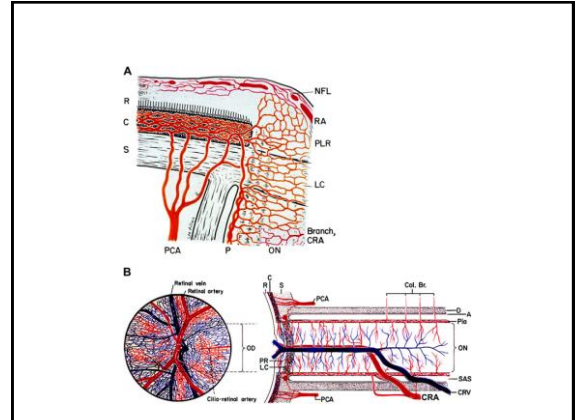 A
NFL
R
RA
C
PLR
S
LC
Branch,
CRA
PCA
P
ON
B
Retinal vein
Retinal artery
OD
Cilio-retinal artery
C
R
S
PCA
Col. Br.
D
A
Pia
ON
PR
LC
SAS
PCA
CRA
CRV